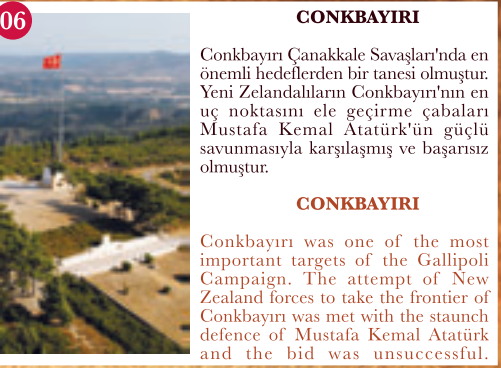 06
CONKBAYIRI
Conkbayırı Çanakkale Savaşları'nda en
önemli hedeflerden bir tanesi olmuştur.
Yeni Zelandalıların Conkbayırı'nın en
uç noktasını ele geçirme çabaları
Mustafa Kemal Atatürk'ün güçlü
savunmasıyla karşılaşmış ve başarısız
olmuştur.
CONKBAYIRI
Conkbayırı was one of the most
important targets of the Gallipoli
Campaign. The attempt of New
Zealand forces to take the frontier of
Conkbayırı was met with the staunch
defence of Mustafa Kemal Atatürk
and the bid was unsuccessful.